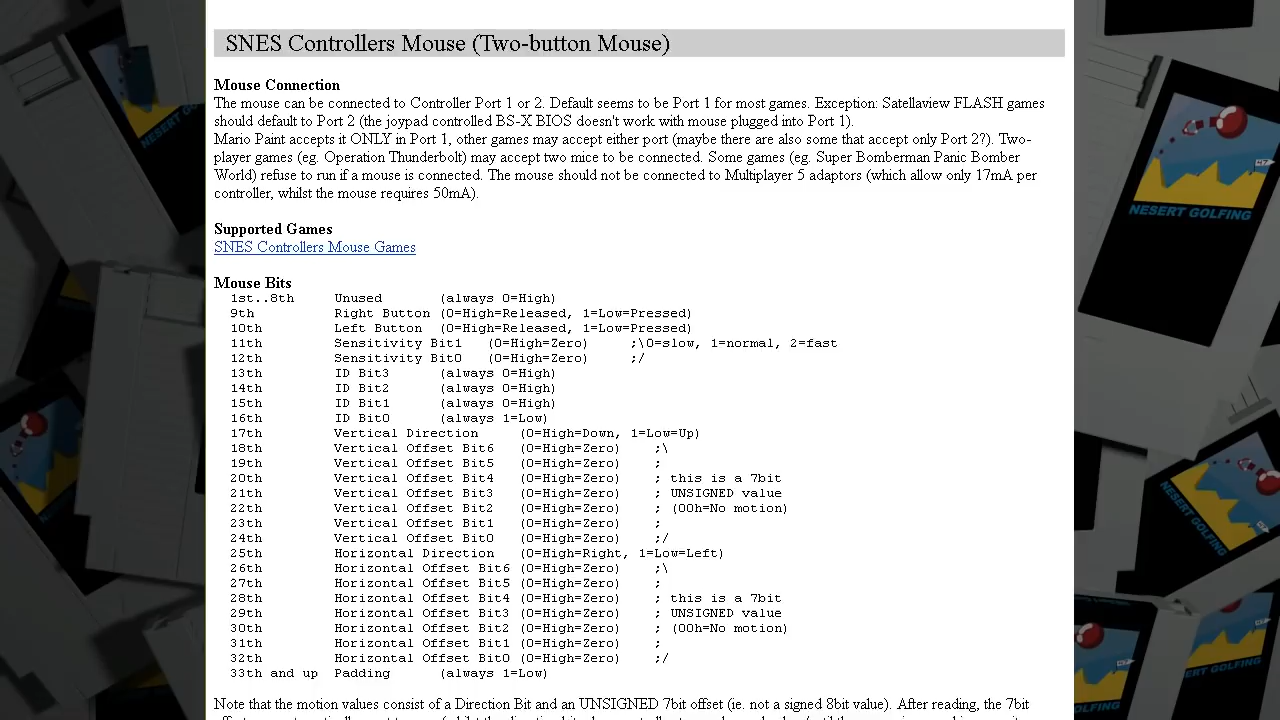 SNES Controllers Mouse (Two-button Mouse)
Mouse Connection
The mouse can be connected to Controller Port 1 or 2. Default seems to be Port 1 for most games. Exception: Satellaview FLASH games
should default to Port 2 (the joypad controlled BS-X BIOS doesn't work with mouse plugged into Port 1).
Mario Paint accepts it ONLY in Port 1, other games may accept either port (maybe there are also some that accept only Port 2?). Two-
player games (eg. Operation Thunderbolt) may accept two mice to be connected. Some games (eg. Super Bomberman Panic Bomber
World) refuse to run if a mouse is connected. The mouse should not be connected to Multiplayer 5 adaptors (which allow only 17mA per
controller, whilst the mouse requires 50mA).
Supported Games
SNES Controllers Mouse Games
Mouse Bits
1st..8th Unused (always 0=High)
9th Right Button (0=High=Released, 1=Low=Pressed)
10th Left Button (0=High=Released, 1=Low=Pressed)
11th Sensitivity Bit1 (0=High=Zero) ;\0=slow, 1=normal, 2=fast
12th Sensitivity Bit0 (0=High=Zero) ;/
13th ID Bit3 (always 0=High)
14th ID Bit2 (always 0=High)
15th ID Bit1 (always 0=High)
16th ID Bit0 (always 1=Low)
17th Vertical Direction (0=High=Down, 1=Low=Up)
18th Vertical Offset Bit6 (0=High=Zero) ;\
19th Vertical Offset Bit5 (0=High=Zero) ;
20th Vertical Offset Bit4 (0=High=Zero) ; this is a 7bit
21th Vertical Offset Bit3 (0=High=Zero) ; UNSIGNED value
22th Vertical Offset Bit2 (0=High=Zero) ; (00h=No motion)
23th Vertical Offset Bit1 (0=High=Zero) ;
24th Vertical Offset Bit0 (0=High=Zero) ;/
25th Horizontal Direction (0=High=Right, 1=Low=Left)
26th Horizontal Offset Bit6 (0=High=Zero) ;\
27th Horizontal Offset Bit5 (0=High=Zero) ;
28th Horizontal Offset Bit4 (0=High=Zero) ; this is a 7bit
29th Horizontal Offset Bit3 (0=High=Zero) ; UNSIGNED value
30th Horizontal Offset Bit2 (0=High=Zero) ; (00h=No motion)
31th Horizontal Offset Bit1 (0=High=Zero) ;
32th Horizontal Offset Bit0 (0=High=Zero) ;/
33th and up Padding (always 1=Low)
Note that the motion values consist of a Direction Bit and an UNSIGNED 7bit offset (ie. not a signed 8bit value). After reading, the 7bit
NESERT GOLFING
NESERT GOLFING
NESERT GOLFING